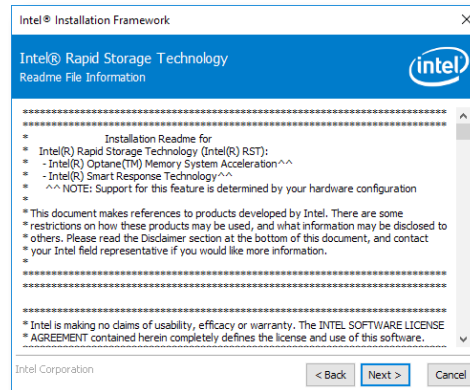 Intel® Installation Framework
Intel® Rapid Storage Technology
Readme File Information
intel
*******************************************************************************
*******************************************************************************
* Installation Readme for
* Intel(R) Rapid Storage Technology (Intel(R) RST):
* - Intel(R) Optane(TM) Memory System Acceleration^^
* - Intel(R) Smart Response Technology^^
* ^^ NOTE: Support for this feature is determined by your hardware configuration
*
* This document makes references to products developed by Intel. There are some
* restrictions on how these products may be used, and what information may be disclosed to
* others. Please read the Disclaimer section at the bottom of this document, and contact
* your Intel field representative if you would like more information.
*
*******************************************************************************
*******************************************************************************
*******************************************************************************
* Intel is making no claims of usability, efficacy or warranty. The INTEL SOFTWARE LICENSE
* AGREEMENT contained herein completely defines the license and use of this software.
*******************************************************************************
Intel Corporation
< Back Next > Cancel